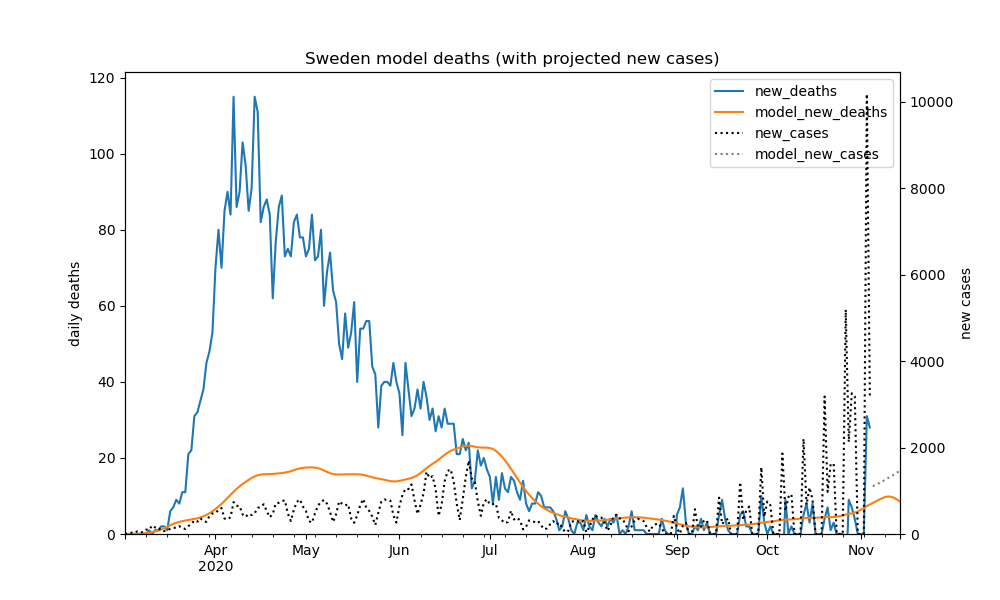 Sweden model deaths (with projected new cases)
120
100
80
60
40
20
0
daily deaths
10000
8000
6000
4000
2000
0
new cases
new_deaths
model_new_deaths
new_cases
model_new_cases
Apr
2020
May
Jun
Jul
Aug
Sep
Oct
Nov